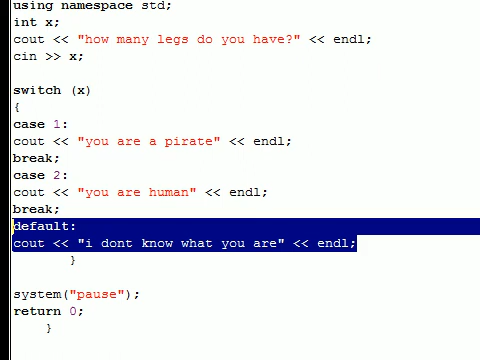 using namespace std;
int x;
cout << "how many legs do you have?" << endl;
cin >> x;
switch (x)
{
case 1:
cout << "you are a pirate" << endl;
break;
case 2:
cout << "you are human" << endl;
break;
default:
cout << "i dont know what you are" << endl;
}
system("pause");
return 0;
}